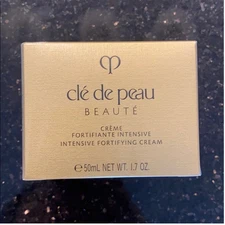 clé de peau
BEAUTÉ
CRÈME
FORTIFIANTE INTENSIVE
INTENSIVE FORTIFYING CREAM
℮ 50mL NET WT. 1.7 OZ.